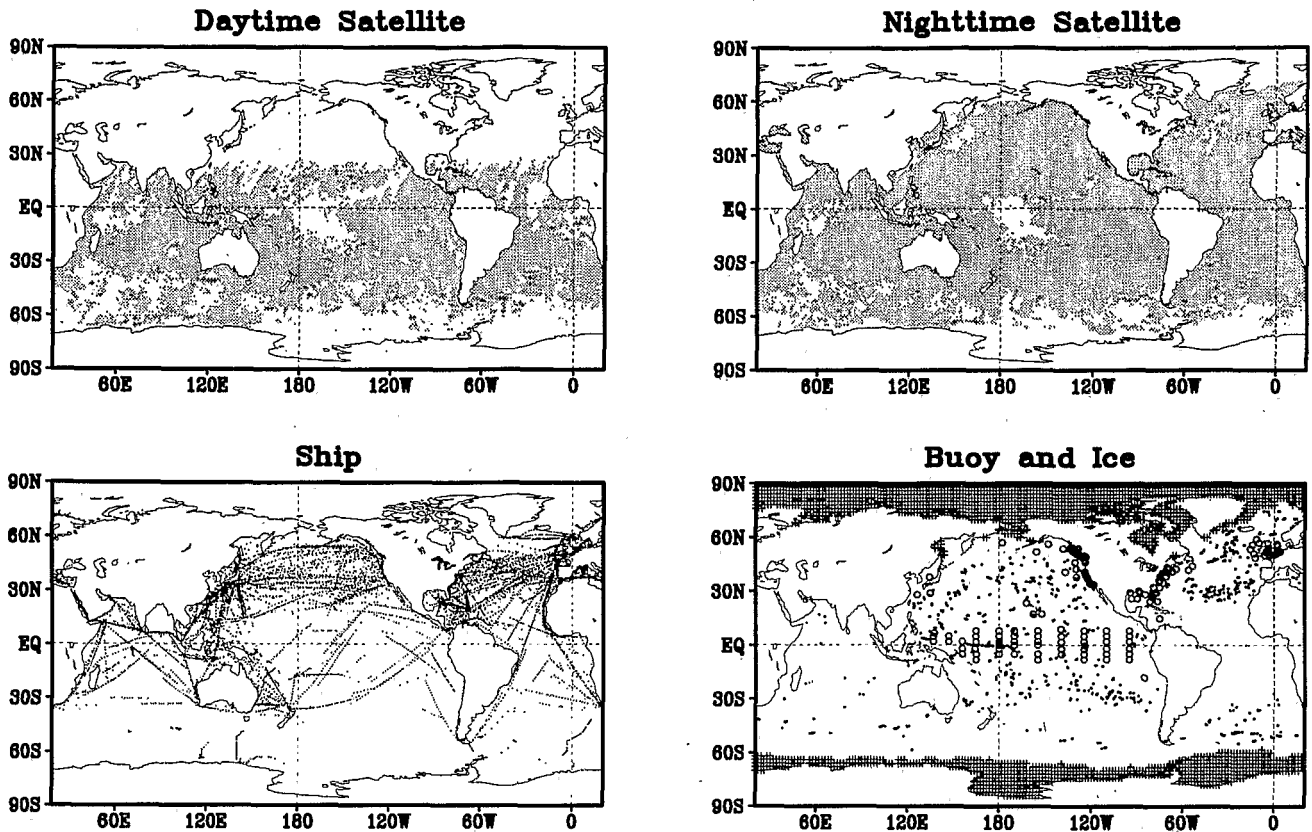 Daytime Satellite
90N
60N
30N
EQ
30S
60S
90S
60E 120E 180 120W 60W 0
Nighttime Satellite
90N
60N
30N
EQ
30S
60S
90S
60E 120E 180 120W 60W 0
Ship
90N
60N
30N
EQ
30S
60S
90S
60E 120E 180 120W 60W 0
Buoy and Ice
90N
60N
30N
EQ
30S
60S
90S
60E 120E 180 120W 60W 0